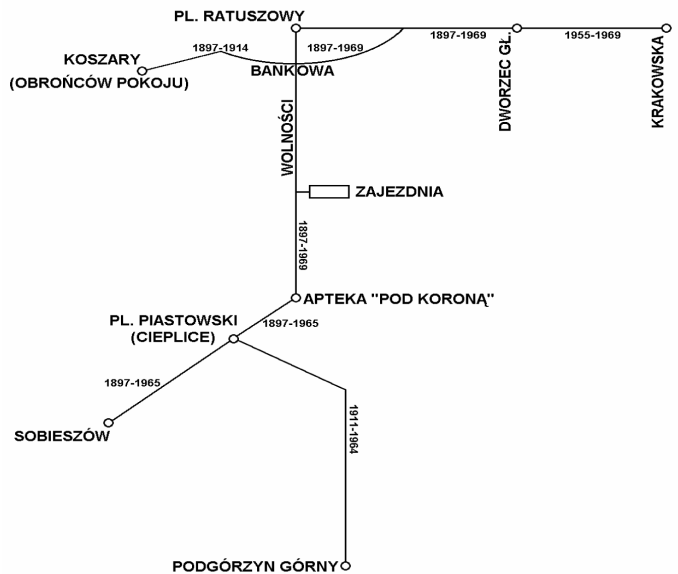 PL. RATUSZOWY
KOSZARY
(OBROŃCÓW POKOJU)
1897-1914
1897-1969
BANKOWA
1897-1969
DWORZEC GŁ.
1955-1969
KRAKOWSKA
WOLNOŚCI
ZAJEZDNIA
1897-1969
APTEKA "POD KORONĄ"
PL. PIASTOWSKI
(CIEPLICE)
1897-1965
1897-1965
SOBIESZÓW
1911-1964
PODGÓRZYN GÓRNY